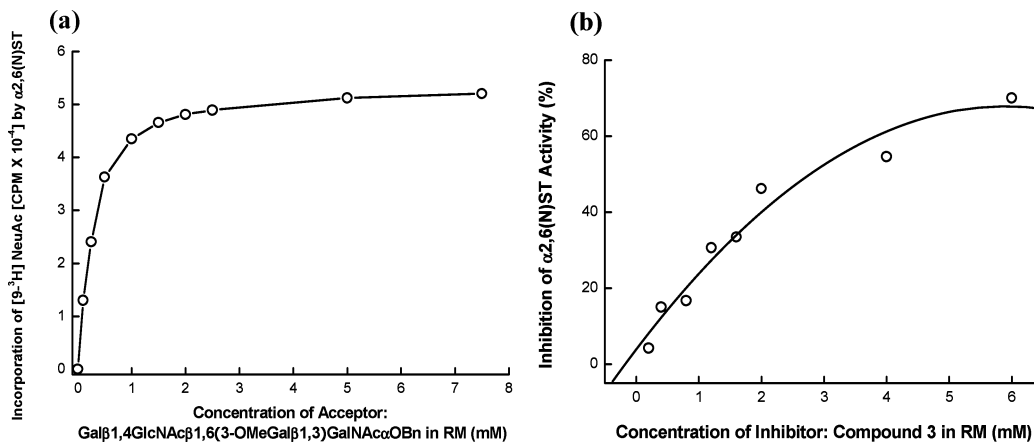 (a)
Incorporation of [9-³H] NeuAc [CPM X 10⁻⁴] by α2,6(N)ST
6
5
4
3
2
1
0
0 1 2 3 4 5 6 7 8
Concentration of Acceptor:
Galβ1,4GlcNAcβ1,6(3-OMeGalβ1,3)GalNAcαOBn in RM (mM)
(b)
Inhibition of α2,6(N)ST Activity (%)
80
60
40
20
0
0 1 2 3 4 5 6
Concentration of Inhibitor: Compound 3 in RM (mM)